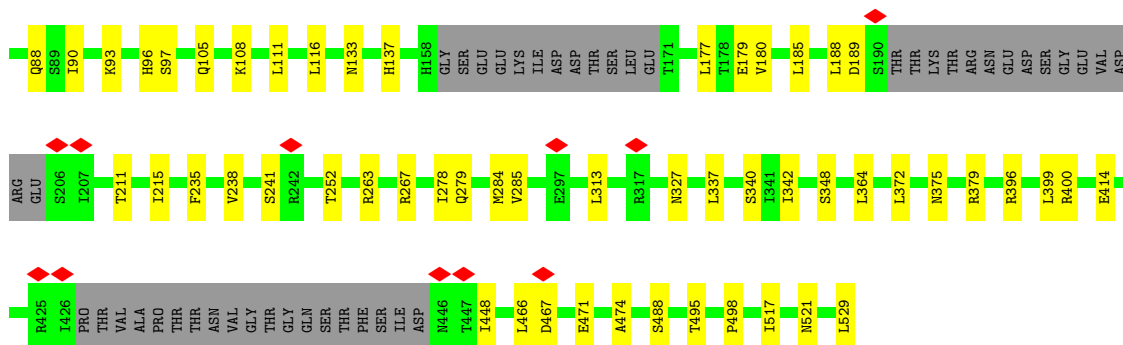 Q88 S89 I90 K93 H96 S97 Q105 K108 L111 L116 N133 H137 H158 GLY SER GLU GLU LYS ILE ASP ASP THR SER LEU GLU T171 L177 T178 E179 V180 L185 L188 D189 S190 THR THR LYS THR ARG ASN GLU ASP SER GLY GLU VAL ASP
ARG GLU S206 I207 T211 I215 F235 V238 S241 R242 T252 R263 R267 I278 Q279 M284 V285 E297 L313 R317 N327 L337 S340 I341 I342 S348 L364 L372 N375 R379 R396 L399 R400 E414
R425 I426 PRO THR VAL ALA PRO THR THR ASN VAL GLY THR GLY GLN SER THR PHE SER ILE ASP N446 T447 I448 L466 D467 E471 A474 S488 T495 P498 I517 N521 L529